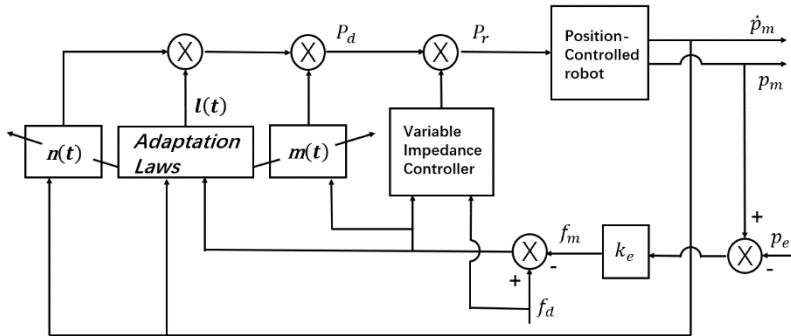 P_d
P_r
Position-
Controlled
robot
ṗ_m
p_m
l(t)
n(t)
Adaptation
Laws
m(t)
Variable
Impedance
Controller
+
f_m
k_e
p_e
-
-
+
f_d